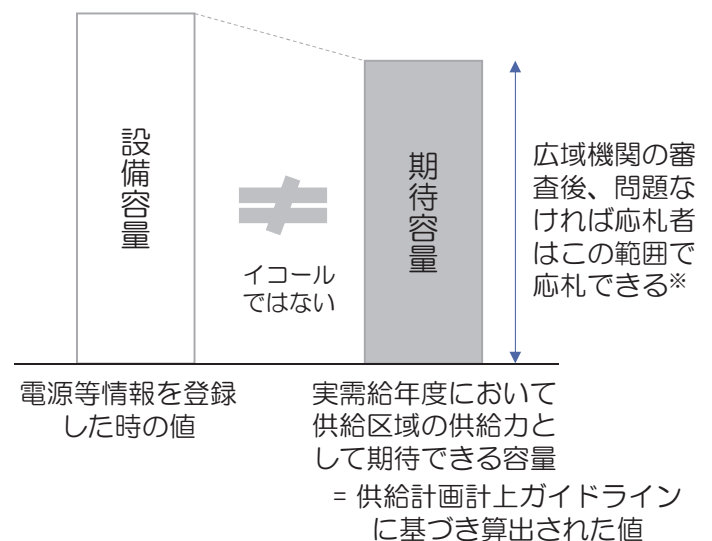 設備容量
≠
イコール
ではない
期待容量
広域機関の審
査後、問題な
ければ応札者
はこの範囲で
応札できる※
電源等情報を登録
した時の値
実需給年度において
供給区域の供給力と
して期待できる容量
= 供給計画計上ガイドライン
に基づき算出された値